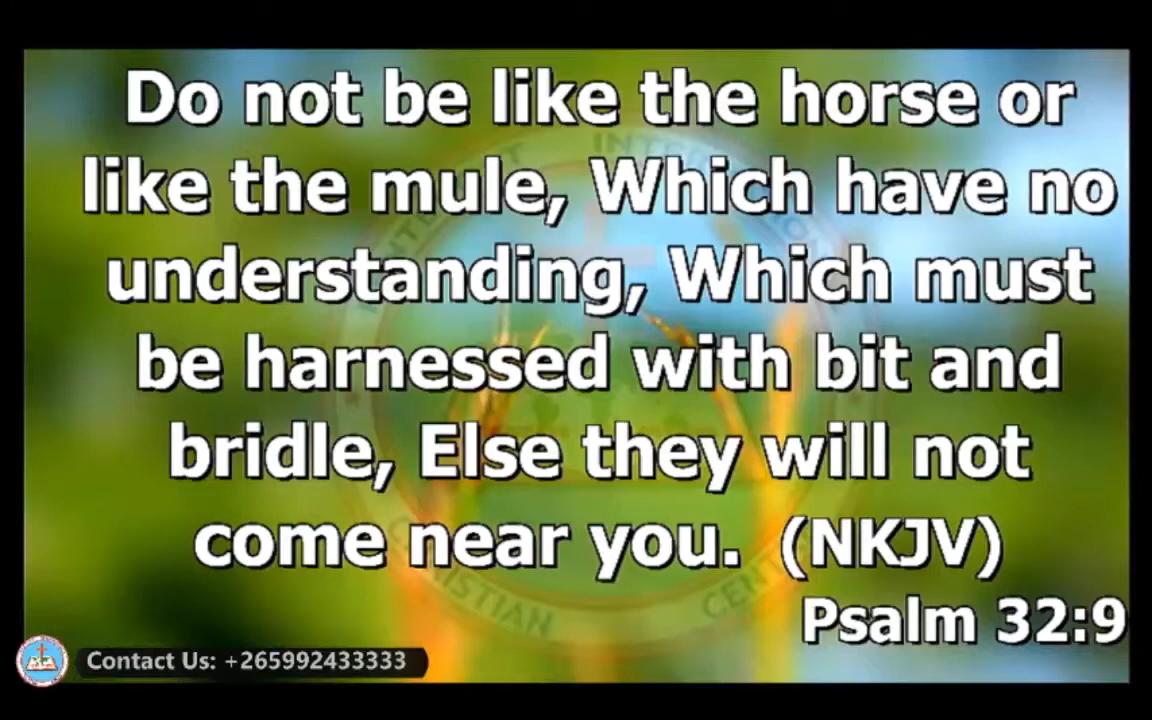 Do not be like the horse or
like the mule, Which have no
understanding, Which must
be harnessed with bit and
bridle, Else they will not
come near you. (NKJV)
Psalm 32:9
Contact Us: +265992433333